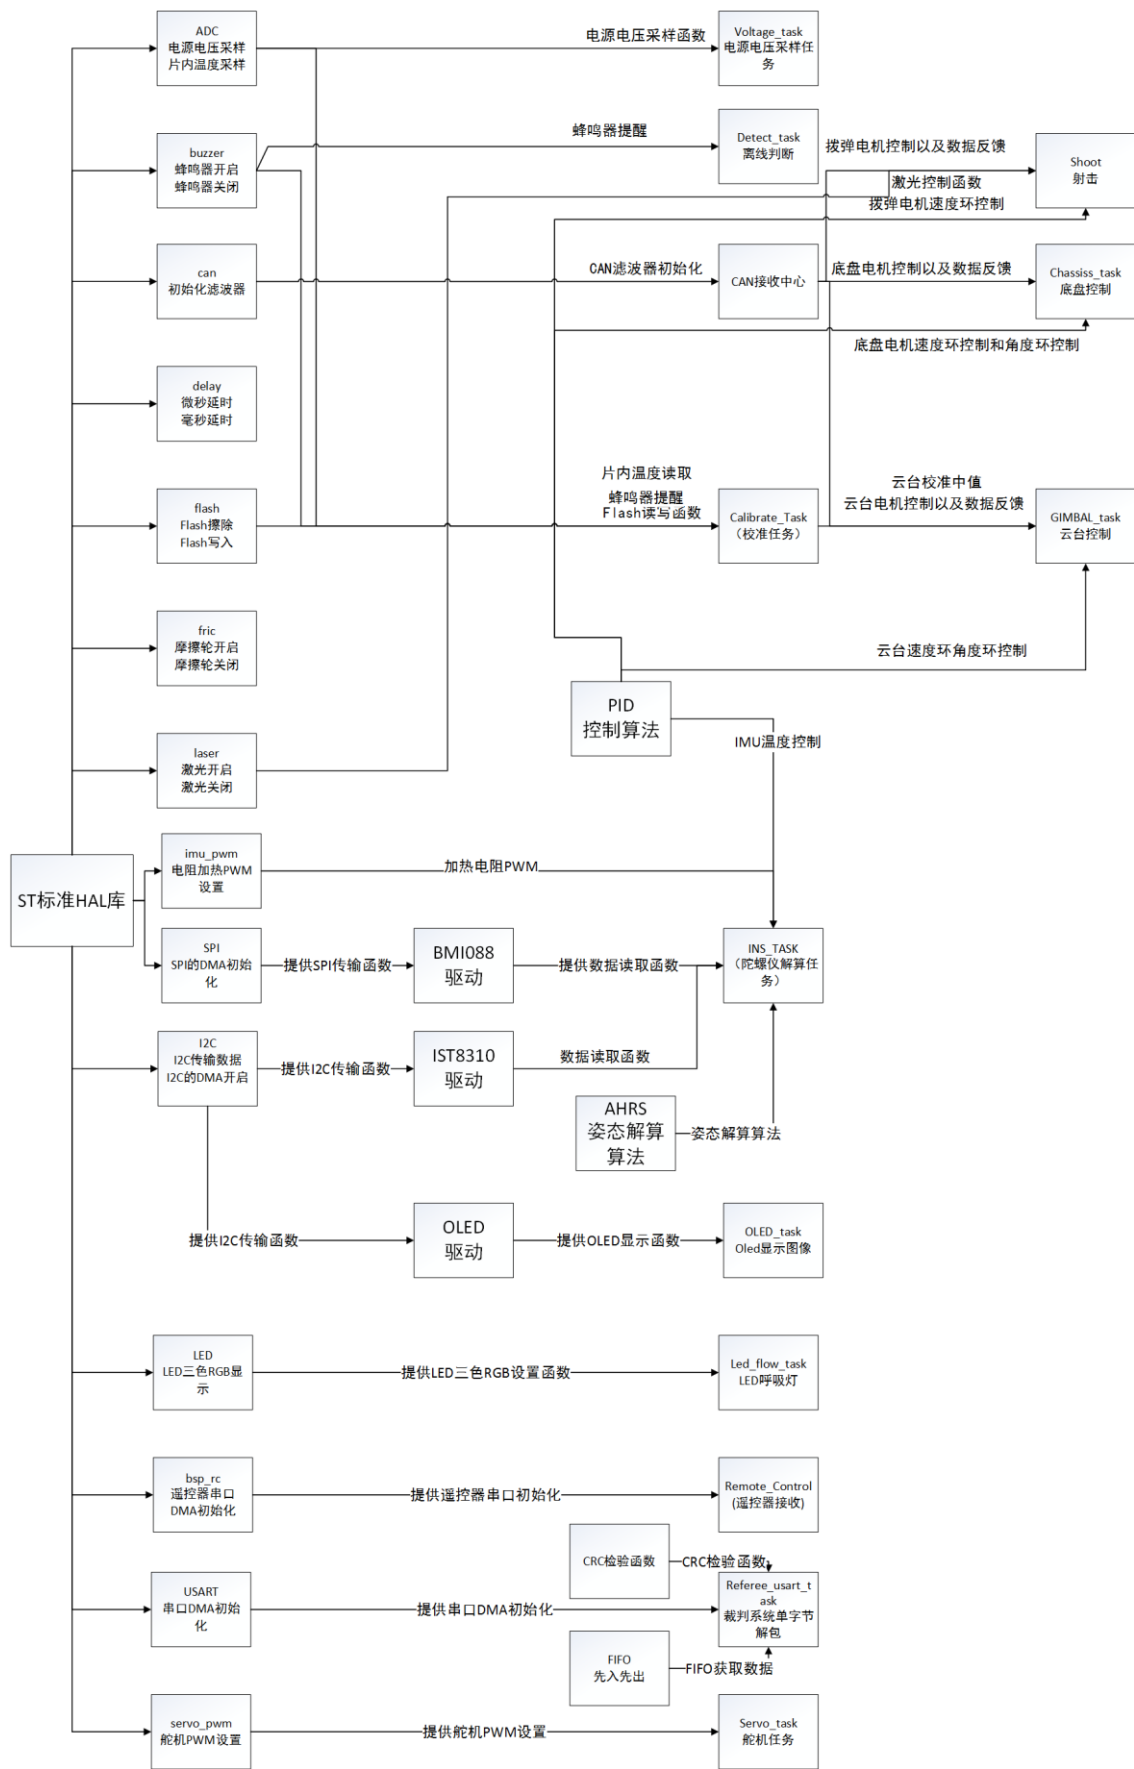 ADC
电源电压采样
片内温度采样
电源电压采样函数
Voltage_task
电源电压采样任
务
buzzer
蜂鸣器开启
蜂鸣器关闭
蜂鸣器提醒
Detect_task
离线判断
拨弹电机控制以及数据反馈
激光控制函数
拨弹电机速度环控制
Shoot
射击
can
初始化滤波器
CAN滤波器初始化
CAN接收中心
底盘电机控制以及数据反馈
Chassiss_task
底盘控制
底盘电机速度环控制和角度环控制
delay
微秒延时
毫秒延时
flash
Flash擦除
Flash写入
片内温度读取
蜂鸣器提醒
Flash读写函数
Calibrate_Task
（校准任务）
云台校准中值
云台电机控制以及数据反馈
GIMBAL_task
云台控制
fric
摩擦轮开启
摩擦轮关闭
云台速度环角度环控制
PID
控制算法
IMU温度控制
laser
激光开启
激光关闭
ST标准HAL库
imu_pwm
电阻加热PWM
设置
加热电阻PWM
SPI
SPI的DMA初始
化
提供SPI传输函数
BMI088
驱动
提供数据读取函数
INS_TASK
（陀螺仪解算任
务）
I2C
I2C传输数据
I2C的DMA开启
提供I2C传输函数
IST8310
驱动
数据读取函数
AHRS
姿态解算
算法
姿态解算算法
提供I2C传输函数
OLED
驱动
提供OLED显示函数
OLED_task
Oled显示图像
LED
LED三色RGB显
示
提供LED三色RGB设置函数
Led_flow_task
LED呼吸灯
bsp_rc
遥控器串口
DMA初始化
提供遥控器串口初始化
Remote_Control
(遥控器接收)
CRC检验函数
CRC检验函数
USART
串口DMA初始
化
提供串口DMA初始化
Referee_usart_t
ask
裁判系统单字节
解包
FIFO
先入先出
FIFO获取数据
servo_pwm
舵机PWM设置
提供舵机PWM设置
Servo_task
舵机任务